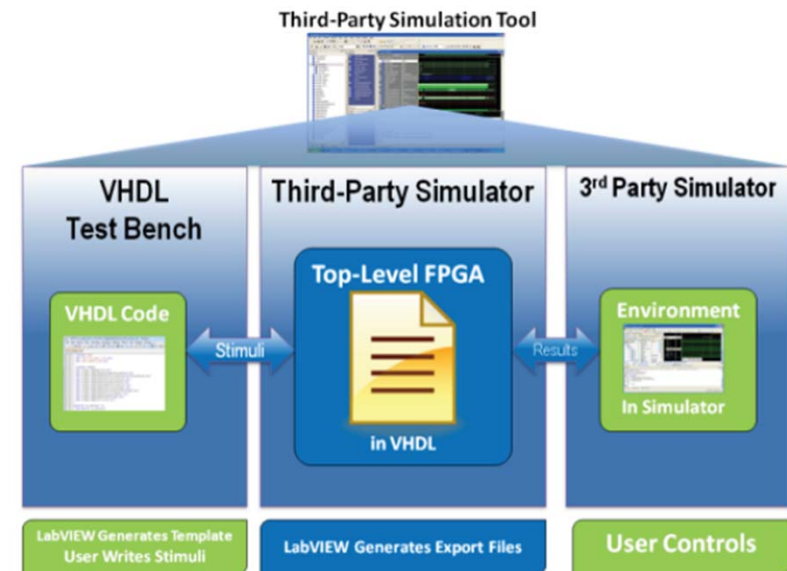 Third-Party Simulation Tool
VHDL
Test Bench
Third-Party Simulator
3rd Party Simulator
VHDL Code
Stimuli
Top-Level FPGA
in VHDL
Results
Environment
In Simulator
LabVIEW Generates Template
User Writes Stimuli
LabVIEW Generates Export Files
User Controls